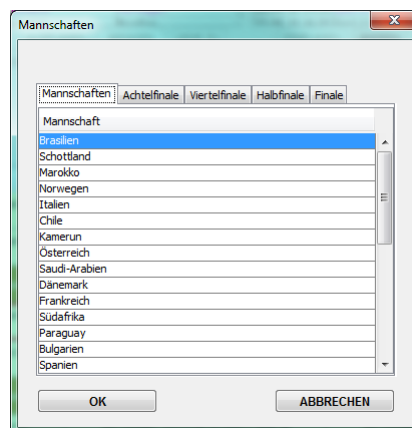 Mannschaften
Mannschaften Achtelfinale Viertelfinale Halbfinale Finale
Mannschaft
Brasilien
Schottland
Marokko
Norwegen
Italien
Chile
Kamerun
Österreich
Saudi-Arabien
Dänemark
Frankreich
Südafrika
Paraguay
Bulgarien
Spanien
OK ABBRECHEN